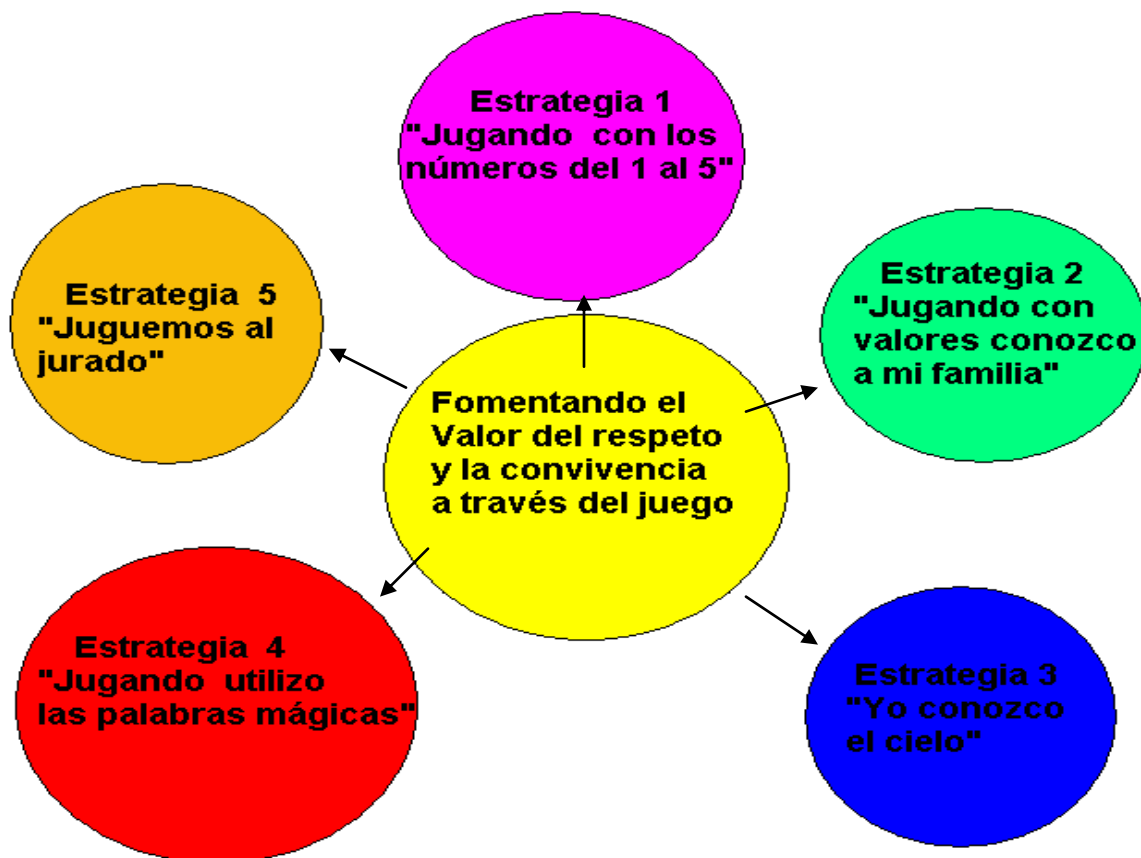 Estrategia 1
"Jugando con los
números del 1 al 5"
Estrategia 5
"Juguemos al
jurado"
Estrategia 2
"Jugando con
valores conozco
a mi familia"
Fomentando el
Valor del respeto
y la convivencia
a través del juego
Estrategia 4
"Jugando utilizo
las palabras mágicas"
Estrategia 3
"Yo conozco
el cielo"